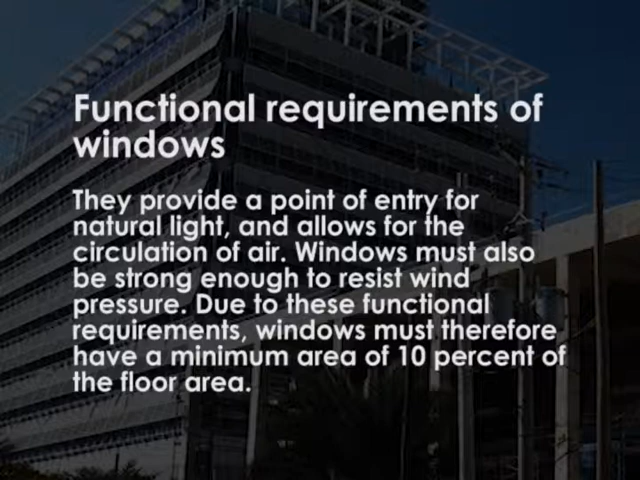 Functional requirements of
windows
They provide a point of entry for
natural light, and allows for the
circulation of air. Windows must also
be strong enough to resist wind
pressure. Due to these functional
requirements, windows must therefore
have a minimum area of 10 percent of
the floor area.